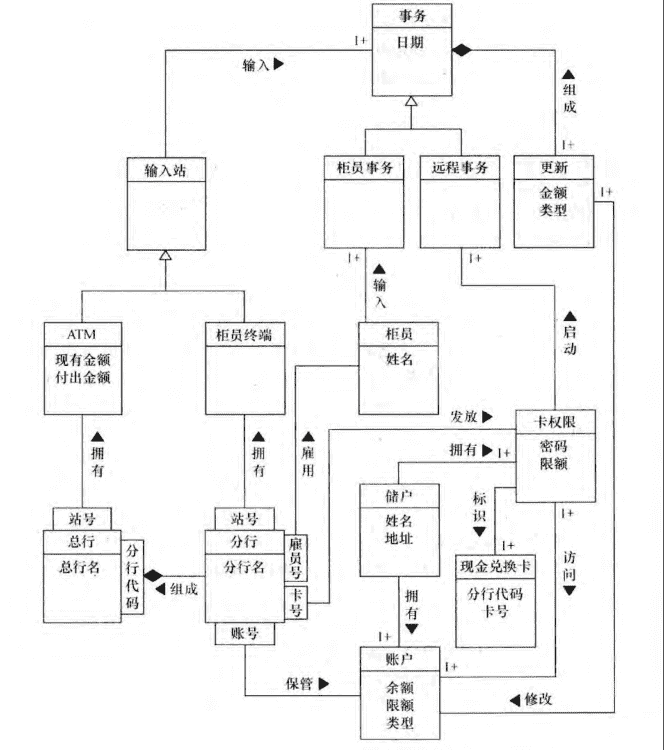 事务
日期
1+
输入▶
▲组成
1+
输入站
柜员事务
远程事务
更新
金额
类型
1+
1+
1+
▲输入
▲启动
ATM
现有金额
付出金额
柜员终端
柜员
姓名
▲拥有
▲拥有
▲雇用
发放▶
卡权限
密码
限额
拥有▶
1+
储户
姓名
地址
标识▼
1+
访问▼
1+
站号
总行
总行名
分行代码
◀组成
站号
分行
分行名
雇员号
卡号
账号
现金兑换卡
分行代码
卡号
拥有▼
1+
账户
余额
限额
类型
1+
保管▶
◀修改